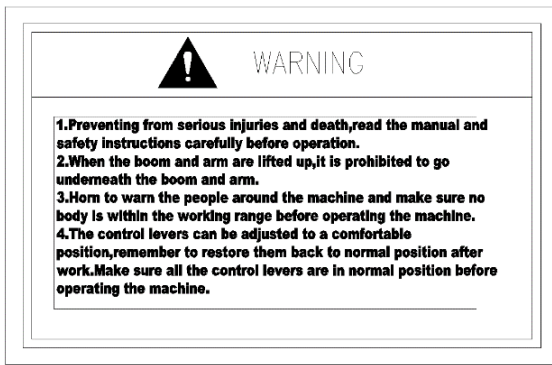 WARNING
1.Preventing from serious injuries and death,read the manual and
safety instructions carefully before operation.
2.When the boom and arm are lifted up,it is prohibited to go
underneath the boom and arm.
3.Horn to warn the people around the machine and make sure no
body is within the working range before operating the machine.
4.The control levers can be adjusted to a comfortable
position,remember to restore them back to normal position after
work.Make sure all the control levers are in normal position before
operating the machine.